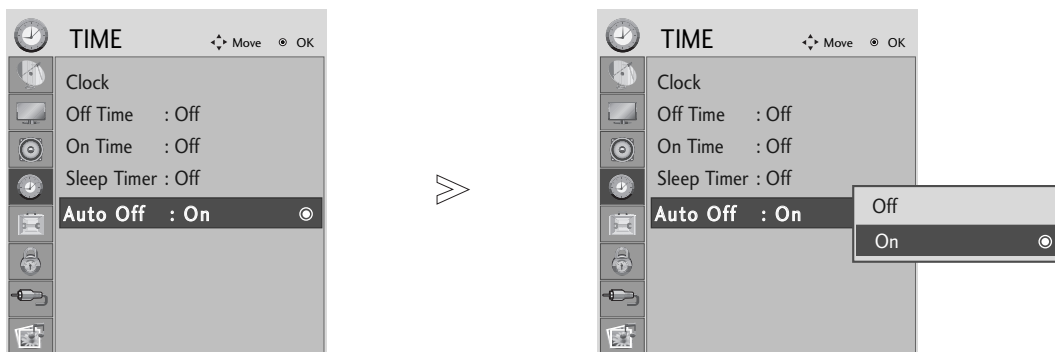 TIME Move OK
Clock
Off Time : Off
On Time : Off
Sleep Timer : Off
Auto Off : On
TIME Move OK
Clock
Off Time : Off
On Time : Off
Sleep Timer : Off
Auto Off : On
Off
On